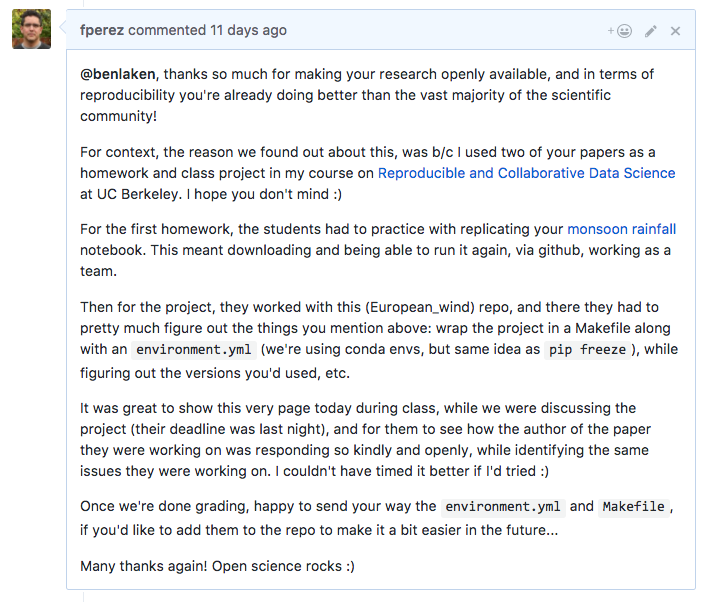 fperez commented 11 days ago
@benlaken, thanks so much for making your research openly available, and in terms of
reproducibility you're already doing better than the vast majority of the scientific
community!
For context, the reason we found out about this, was b/c I used two of your papers as a
homework and class project in my course on Reproducible and Collaborative Data Science
at UC Berkeley. I hope you don't mind :)
For the first homework, the students had to practice with replicating your monsoon rainfall
notebook. This meant downloading and being able to run it again, via github, working as a
team.
Then for the project, they worked with this (European_wind) repo, and there they had to
pretty much figure out the things you mention above: wrap the project in a Makefile along
with an environment.yml (we're using conda envs, but same idea as pip freeze), while
figuring out the versions you'd used, etc.
It was great to show this very page today during class, while we were discussing the
project (their deadline was last night), and for them to see how the author of the paper
they were working on was responding so kindly and openly, while identifying the same
issues they were working on. I couldn't have timed it better if I'd tried :)
Once we're done grading, happy to send your way the environment.yml and Makefile,
if you'd like to add them to the repo to make it a bit easier in the future...
Many thanks again! Open science rocks :)